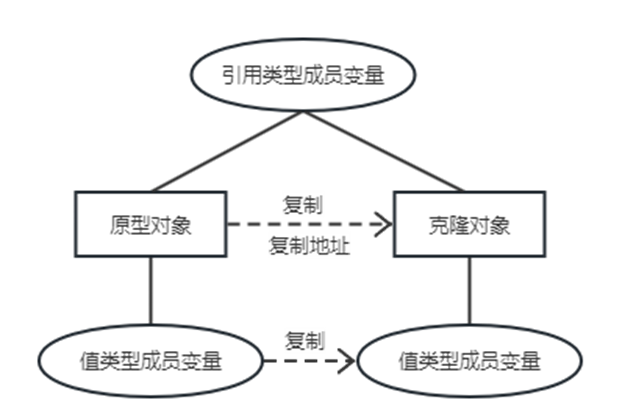 引用类型成员变量
复制
原型对象
克隆对象
复制地址
复制
值类型成员变量
值类型成员变量